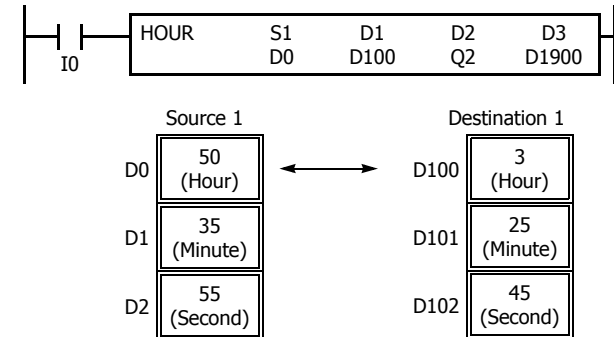 HOUR S1 D1 D2 D3
D0 D100 Q2 D1900
I0
Source 1 Destination 1
D0 50 (Hour) D100 3 (Hour)
D1 35 (Minute) D101 25 (Minute)
D2 55 (Second) D102 45 (Second)